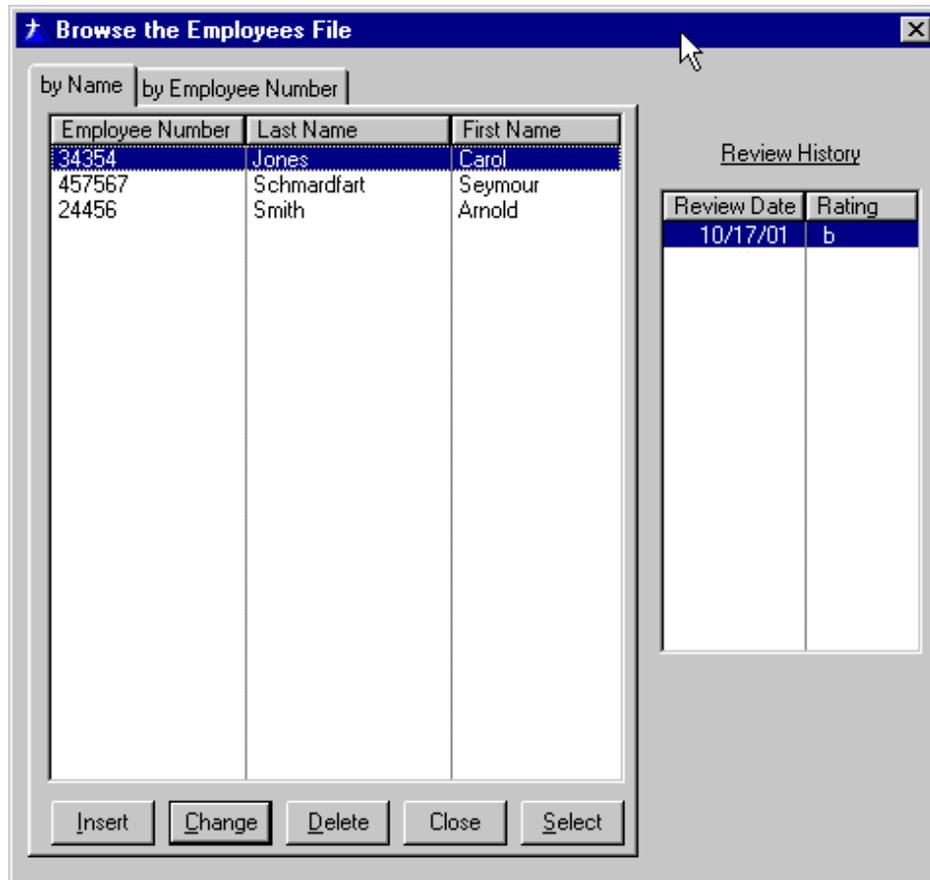 Browse the Employees File
by Name by Employee Number
Employee Number Last Name First Name
34354 Jones Carol
457567 Schmardfart Seymour
24456 Smith Arnold
Insert Change Delete Close Select
Review History
Review Date Rating
10/17/01 b